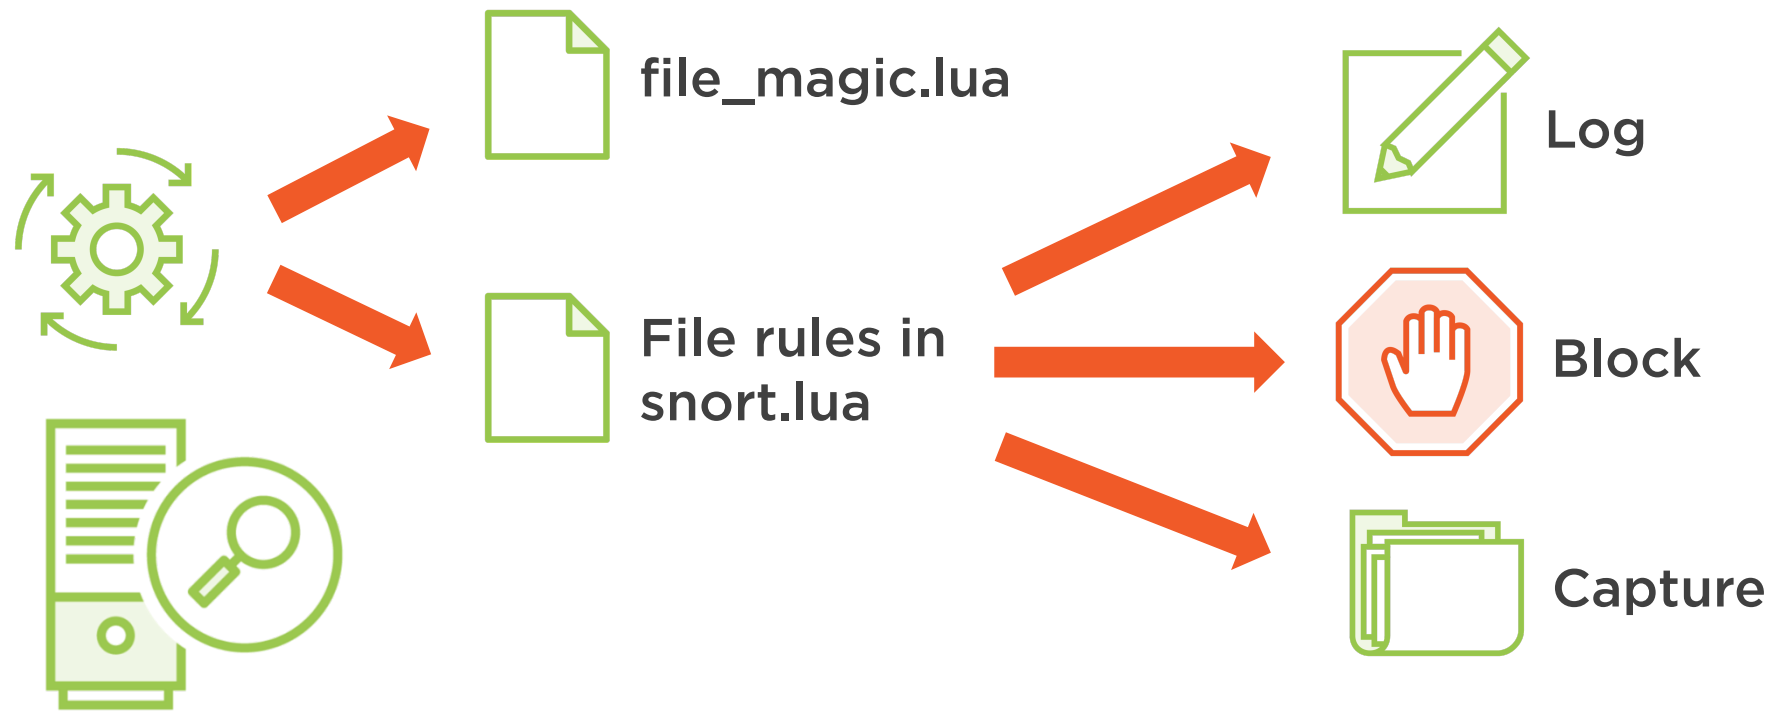 file_magic.lua
File rules in
snort.lua
Log
Block
Capture